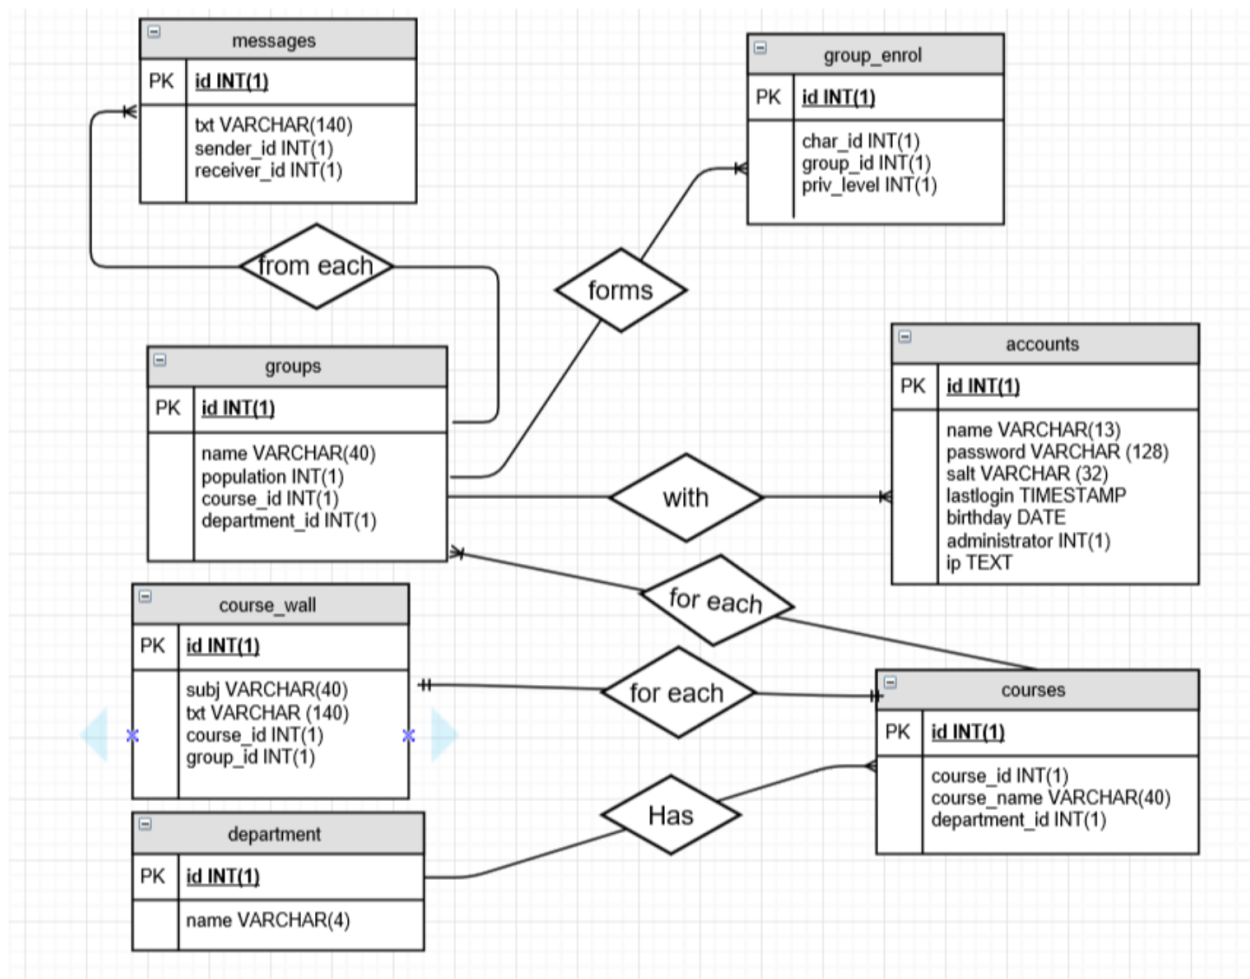 messages
PK id INT(1)
txt VARCHAR(140)
sender_id INT(1)
receiver_id INT(1)
group_enrol
PK id INT(1)
char_id INT(1)
group_id INT(1)
priv_level INT(1)
from each
forms
groups
PK id INT(1)
name VARCHAR(40)
population INT(1)
course_id INT(1)
department_id INT(1)
accounts
PK id INT(1)
name VARCHAR(13)
password VARCHAR (128)
salt VARCHAR (32)
lastlogin TIMESTAMP
birthday DATE
administrator INT(1)
ip TEXT
with
for each
course_wall
PK id INT(1)
subj VARCHAR(40)
txt VARCHAR (140)
course_id INT(1)
group_id INT(1)
for each
courses
PK id INT(1)
course_id INT(1)
course_name VARCHAR(40)
department_id INT(1)
Has
department
PK id INT(1)
name VARCHAR(4)